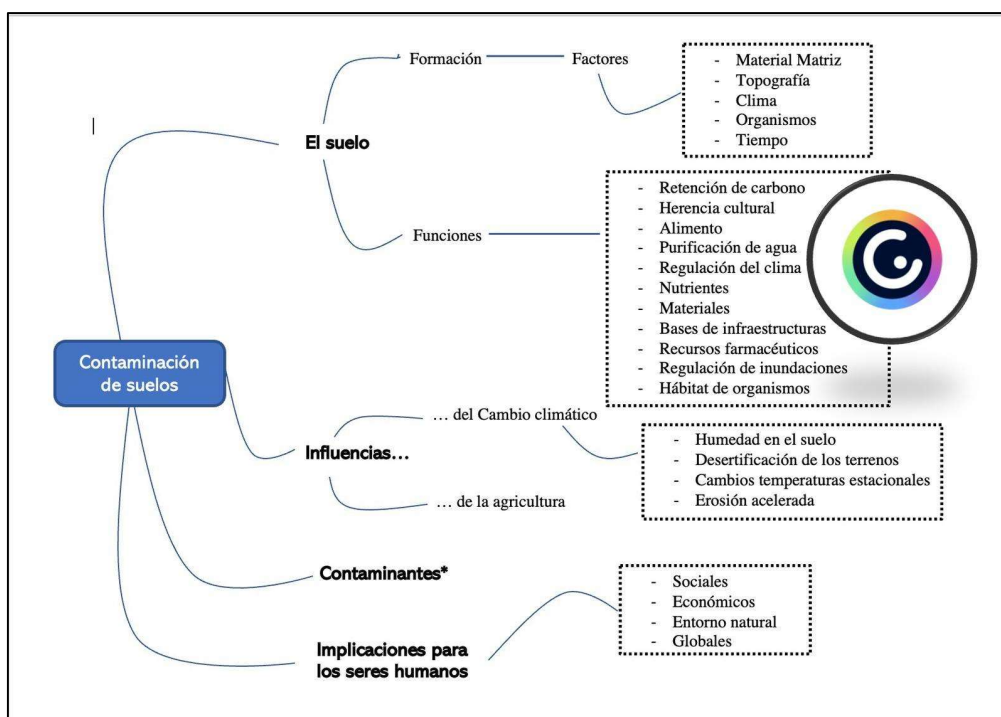 Contaminación
de suelos
El suelo
Formación
Factores
- Material Matriz
- Topografía
- Clima
- Organismos
- Tiempo
Funciones
- Retención de carbono
- Herencia cultural
- Alimento
- Purificación de agua
- Regulación del clima
- Nutrientes
- Materiales
- Bases de infraestructuras
- Recursos farmacéuticos
- Regulación de inundaciones
- Hábitat de organismos
Influencias…
… del Cambio climático
- Humedad en el suelo
- Desertificación de los terrenos
- Cambios temperaturas estacionales
- Erosión acelerada
… de la agricultura
Contaminantes*
Implicaciones para
los seres humanos
- Sociales
- Económicos
- Entorno natural
- Globales